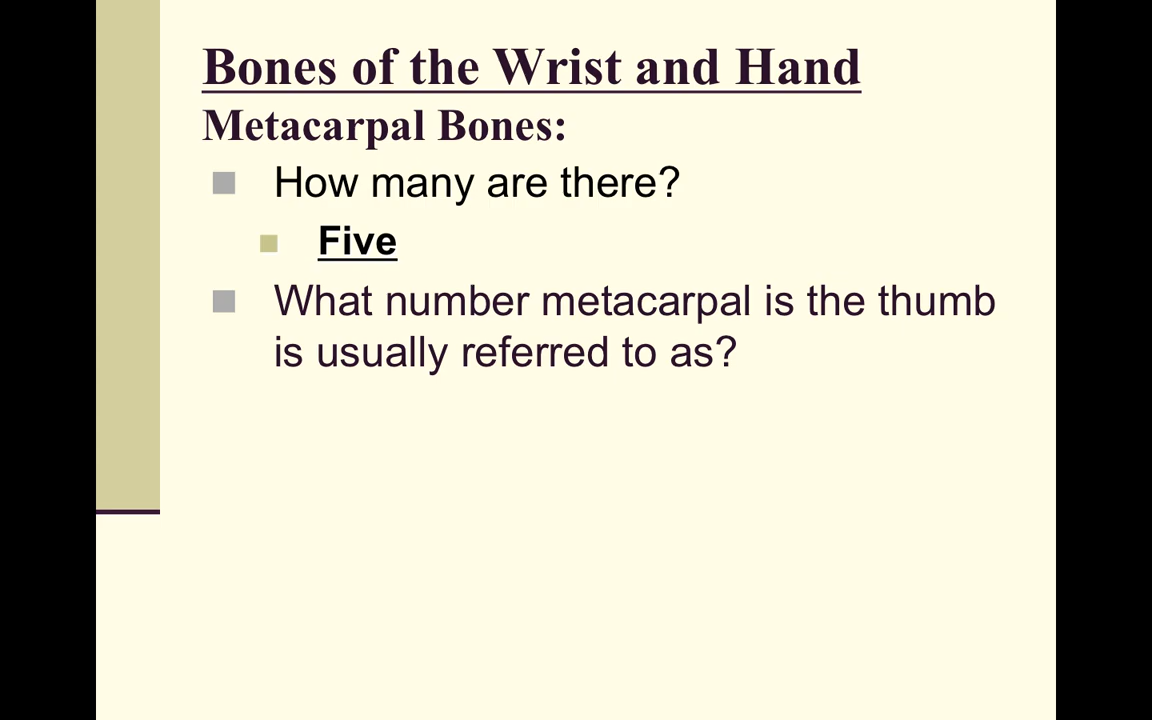 Bones of the Wrist and Hand
Metacarpal Bones:
How many are there?
Five
What number metacarpal is the thumb
is usually referred to as?